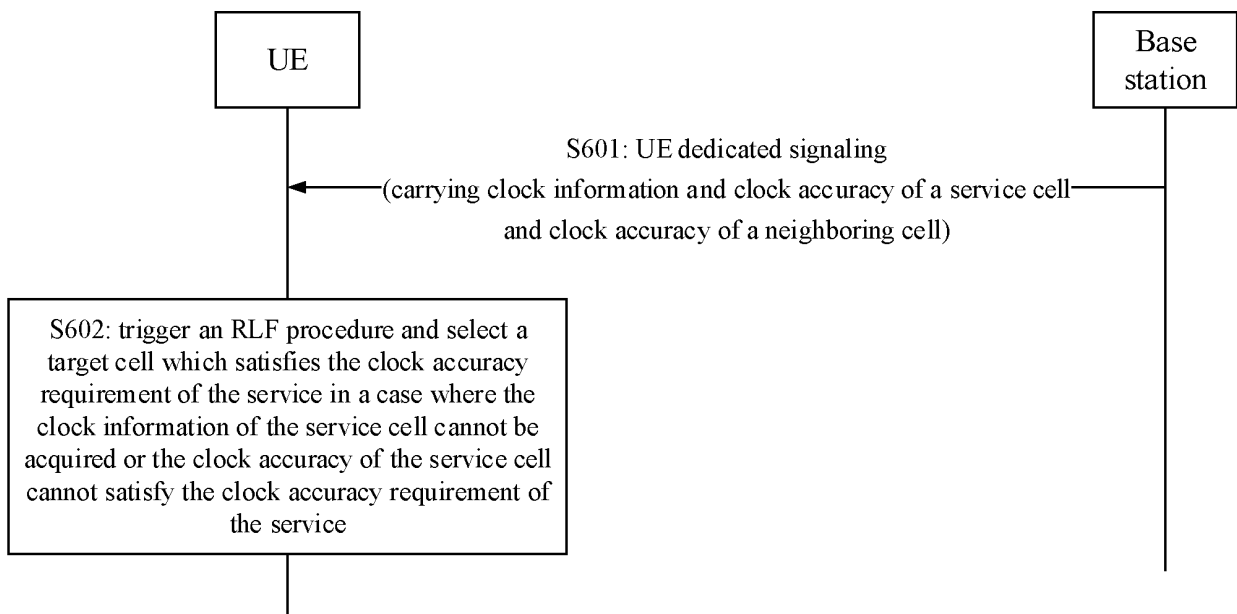 UE
Base
station
S601: UE dedicated signaling
(carrying clock information and clock accuracy of a service cell
and clock accuracy of a neighboring cell)
S602: trigger an RLF procedure and select a
target cell which satisfies the clock accuracy
requirement of the service in a case where the
clock information of the service cell cannot be
acquired or the clock accuracy of the service cell
cannot satisfy the clock accuracy requirement of
the service